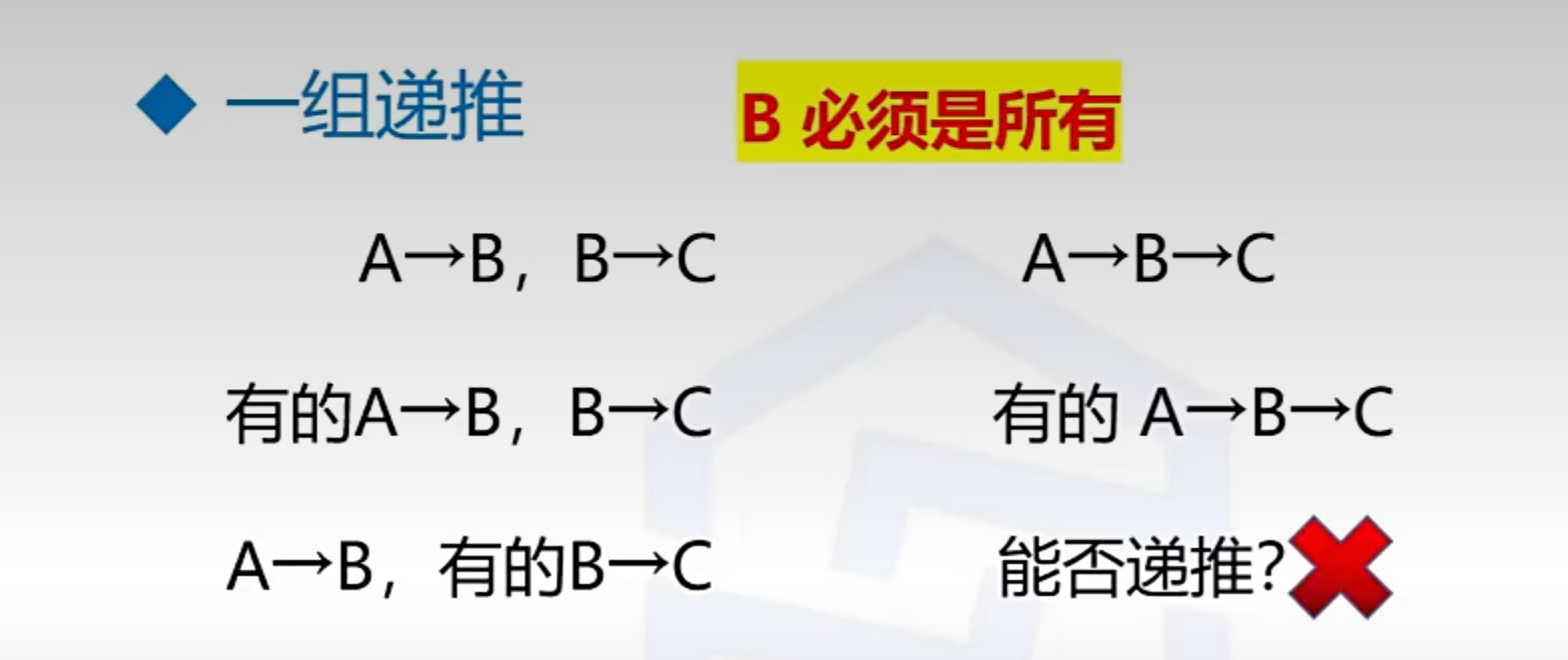 ◆ 一组递推 B 必须是所有
A→B，B→C A→B→C
有的A→B，B→C 有的 A→B→C
A→B，有的B→C 能否递推？